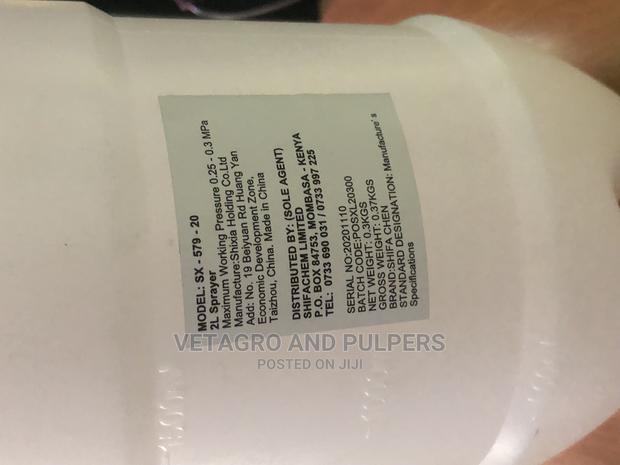 MODEL: SX - 579 - 20
2L Sprayer
Maximum Working Pressure 0.25 - 0.3 MPa
Manufacture:Shixia Holding Co.Ltd
Add: No. 19 Beiyuan Rd Huang Yan
Economic Development Zone,
Taizhou, China. Made in China
DISTRIBUTED BY: (SOLE AGENT)
SHIFACHEM LIMITED
P.O. BOX 84753, MOMBASA - KENYA
TEL: 0733 690 031 / 0733 997 225
SERIAL NO:20201110
BATCH CODE:POSXL20300
NET WEIGHT: 0.3KGS
GROSS WEIGHT: 0.37KGS
BRAND:SHIFA CHEN
STANDARD DESIGNATION: Manufacture's
Specifications
VETAGRO AND PULPERS
POSTED ON JIJI